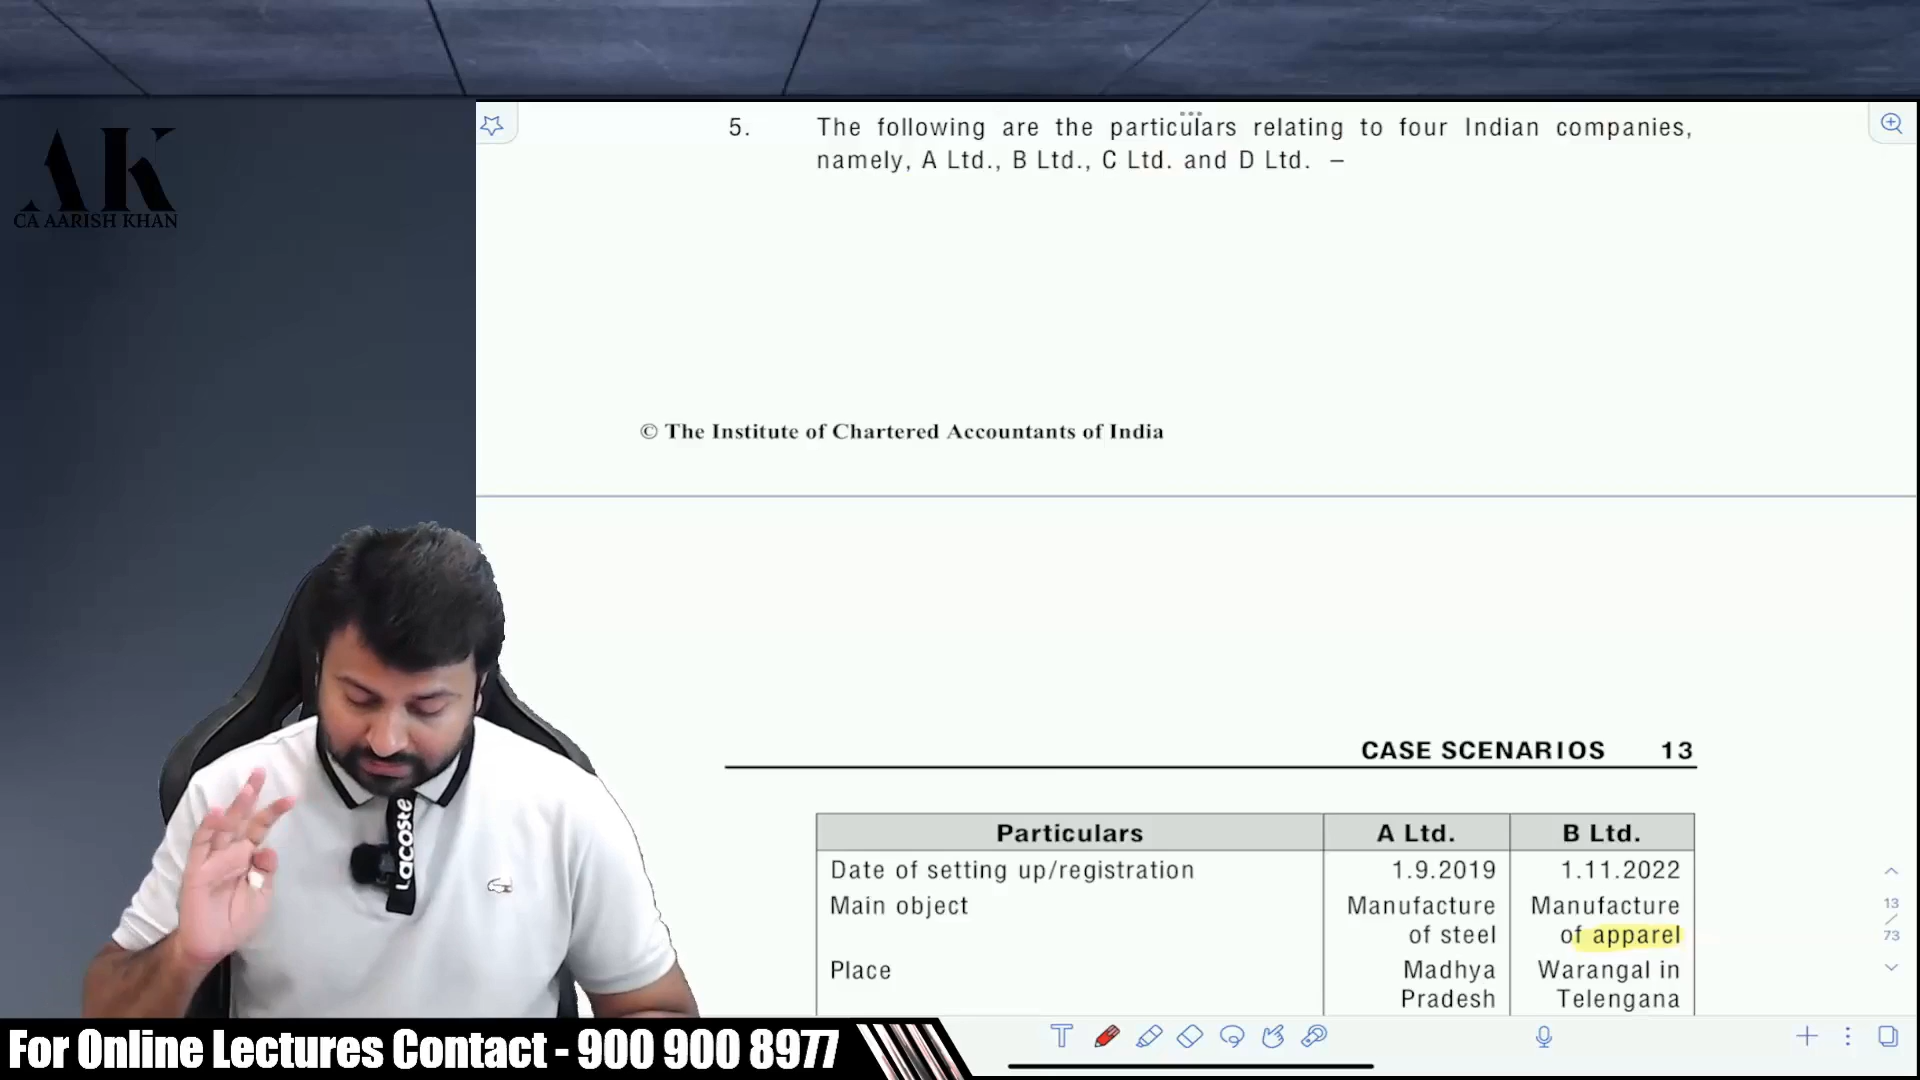 5. The following are the particulars relating to four Indian companies,
namely, A Ltd., B Ltd., C Ltd. and D Ltd. –
AK
CA AARISH KHAN
© The Institute of Chartered Accountants of India
CASE SCENARIOS 13
Particulars A Ltd. B Ltd.
Date of setting up/registration 1.9.2019 1.11.2022
Main object Manufacture Manufacture
of steel of apparel
Place Madhya Warangal in
Pradesh Telengana
13
/
73
Lacoste
T
For Online Lectures Contact - 900 900 8977